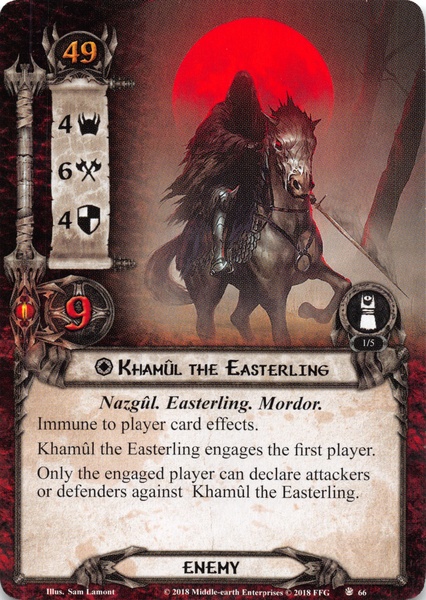 49
4
6
4
9
1/5
Khamûl the Easterling
Nazgûl. Easterling. Mordor.
Immune to player card effects.
Khamûl the Easterling engages the first player.
Only the engaged player can declare attackers
or defenders against Khamûl the Easterling.
ENEMY
Illus. Sam Lamont © 2018 Middle-earth Enterprises © 2018 FFG 66